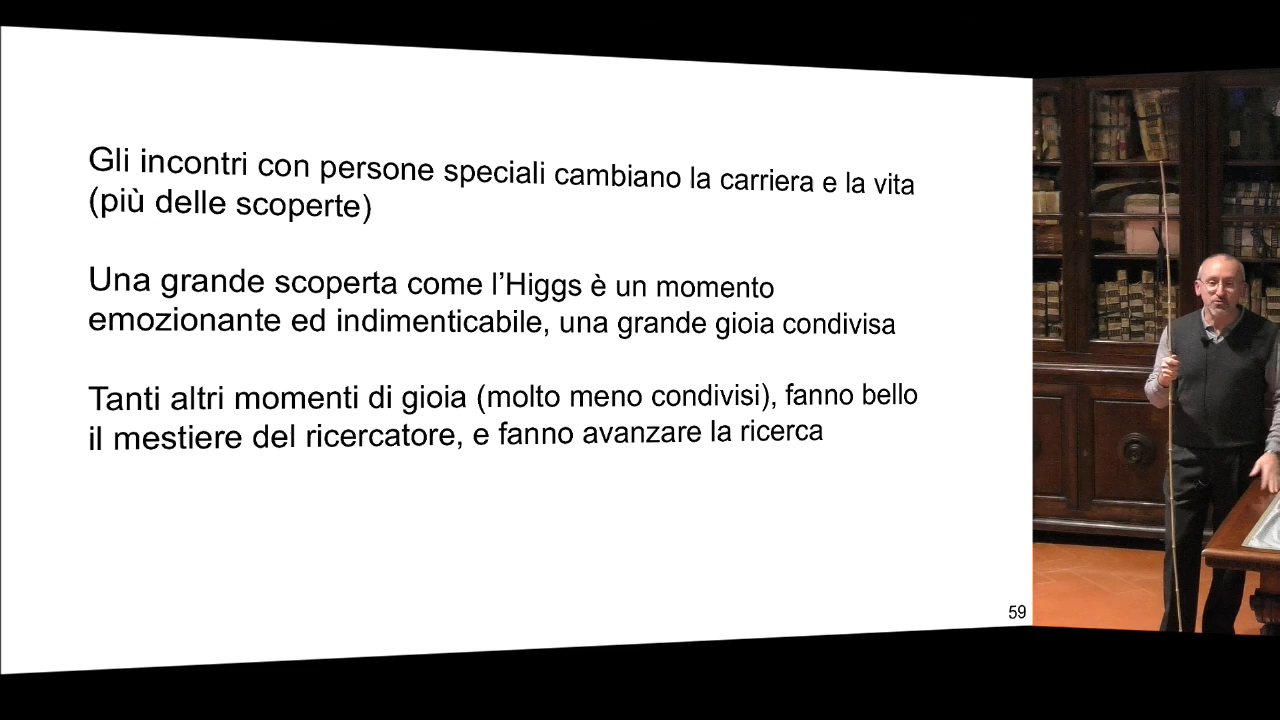 Gli incontri con persone speciali cambiano la carriera e la vita
(più delle scoperte)
Una grande scoperta come l’Higgs è un momento
emozionante ed indimenticabile, una grande gioia condivisa
Tanti altri momenti di gioia (molto meno condivisi), fanno bello
il mestiere del ricercatore, e fanno avanzare la ricerca
59